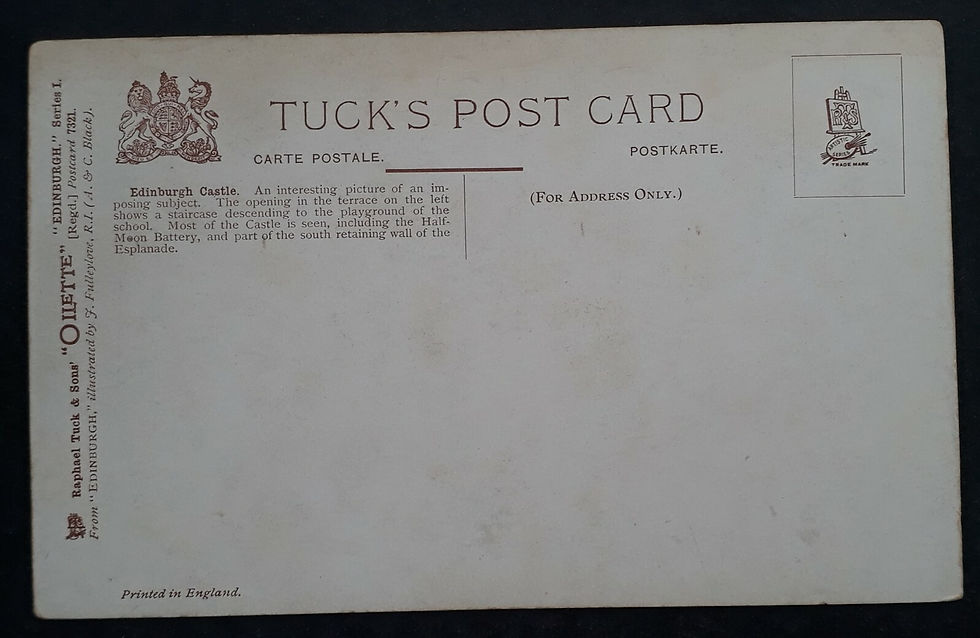 TUCK'S POST CARD
CARTE POSTALE.
POSTKARTE.
TRADE MARK
Edinburgh Castle. An interesting picture of an im-
posing subject. The opening in the terrace on the left
shows a staircase descending to the playground of the
school. Most of the Castle is seen, including the Half-
Moon Battery, and part of the south retaining wall of the
Esplanade.
(FOR ADDRESS ONLY.)
Raphael Tuck & Sons' "OILETTE" [Regd.] Postcard 7321.
"EDINBURGH." Series I.
From "EDINBURGH," illustrated by J. Fulleylove, R.I. (A. & C. Black).
Printed in England.